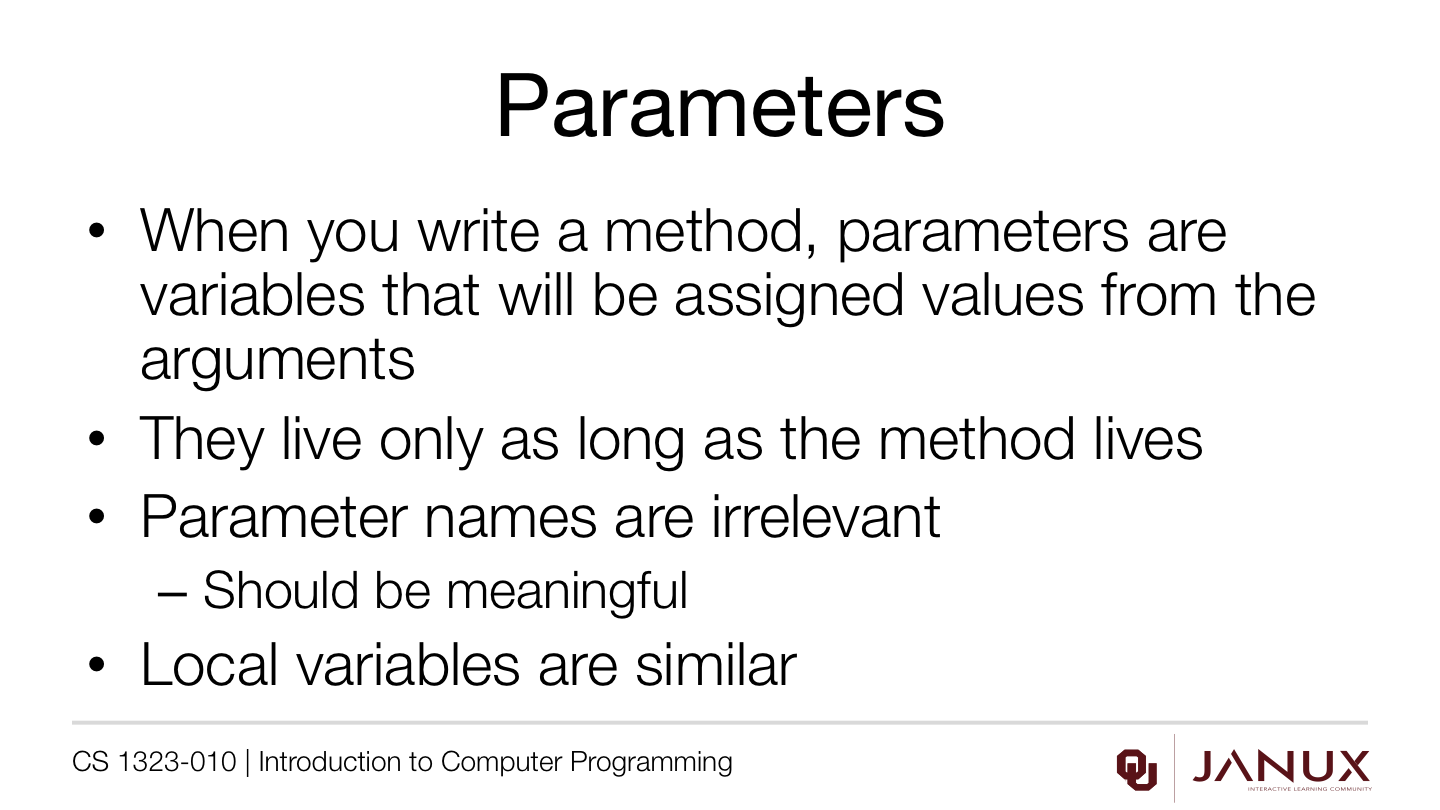 Parameters
• When you write a method, parameters are
variables that will be assigned values from the
arguments
• They live only as long as the method lives
• Parameter names are irrelevant
– Should be meaningful
• Local variables are similar
CS 1323-010 | Introduction to Computer Programming
OU
JANUX
INTERACTIVE LEARNING COMMUNITY